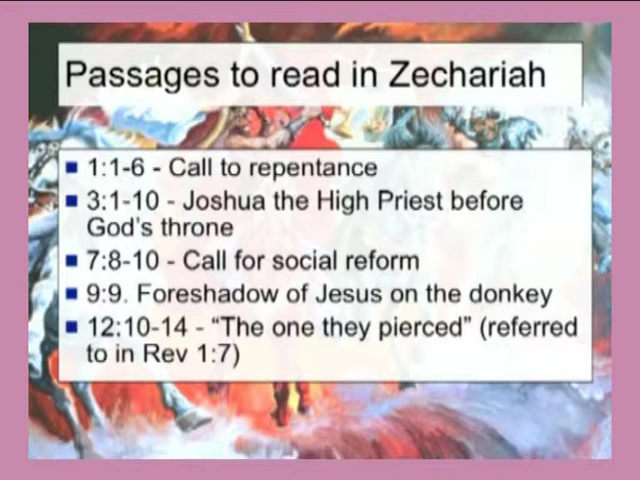 Passages to read in Zechariah
■ 1:1-6 - Call to repentance
■ 3:1-10 - Joshua the High Priest before
God's throne
■ 7:8-10 - Call for social reform
■ 9:9. Foreshadow of Jesus on the donkey
■ 12:10-14 - “The one they pierced” (referred
to in Rev 1:7)